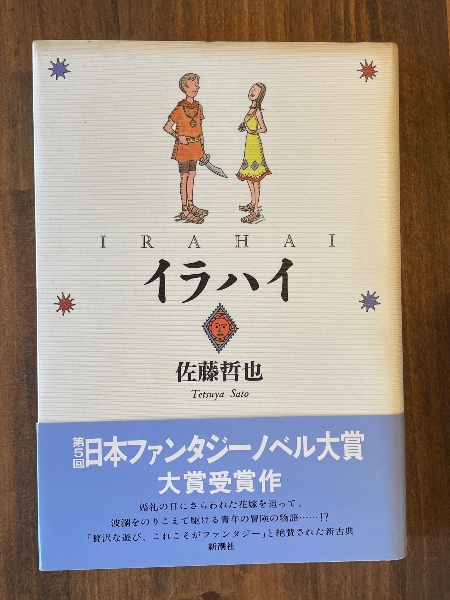 IRAHAI
イラハイ
佐藤哲也
Tetsuya Sato
第5回日本ファンタジーノベル大賞
大賞受賞作
婚礼の日にさらわれた花嫁を追って、
波瀾をのりこえて駆ける青年の冒険の物語……!?
「贅沢な遊び、これこそがファンタジー」と絶賛された新古典
新潮社